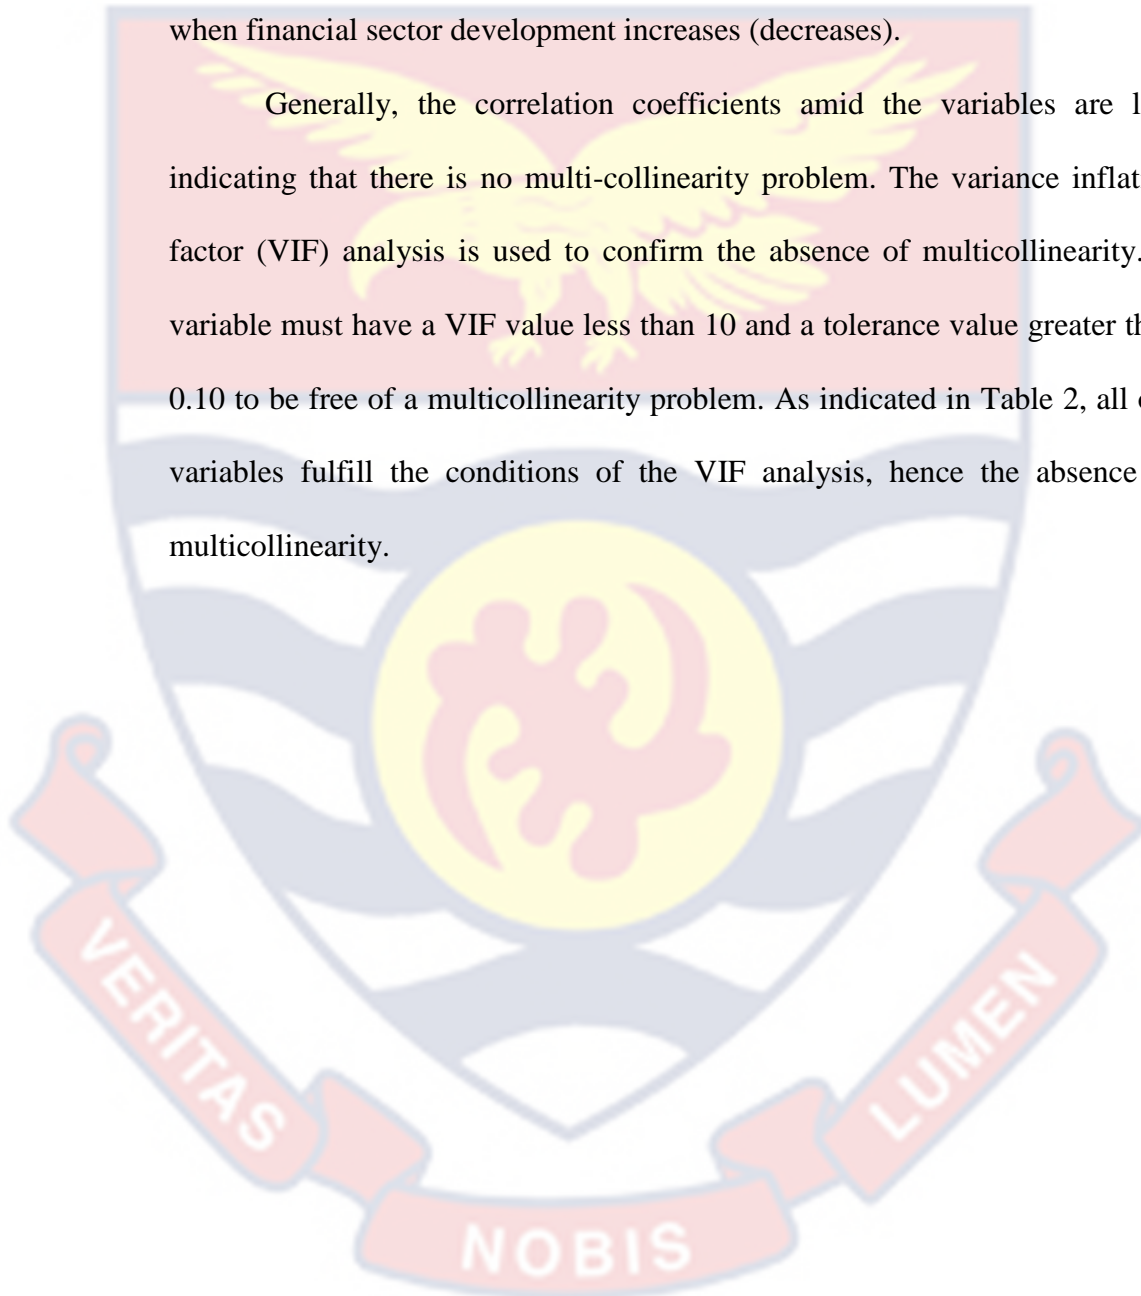 when financial sector development increases (decreases).
Generally, the correlation coefficients amid the variables are l
indicating that there is no multi-collinearity problem. The variance inflat
factor (VIF) analysis is used to confirm the absence of multicollinearity.
variable must have a VIF value less than 10 and a tolerance value greater th
0.10 to be free of a multicollinearity problem. As indicated in Table 2, all
variables fulfill the conditions of the VIF analysis, hence the absence
multicollinearity.
VERITAS
NOBIS
LUMEN